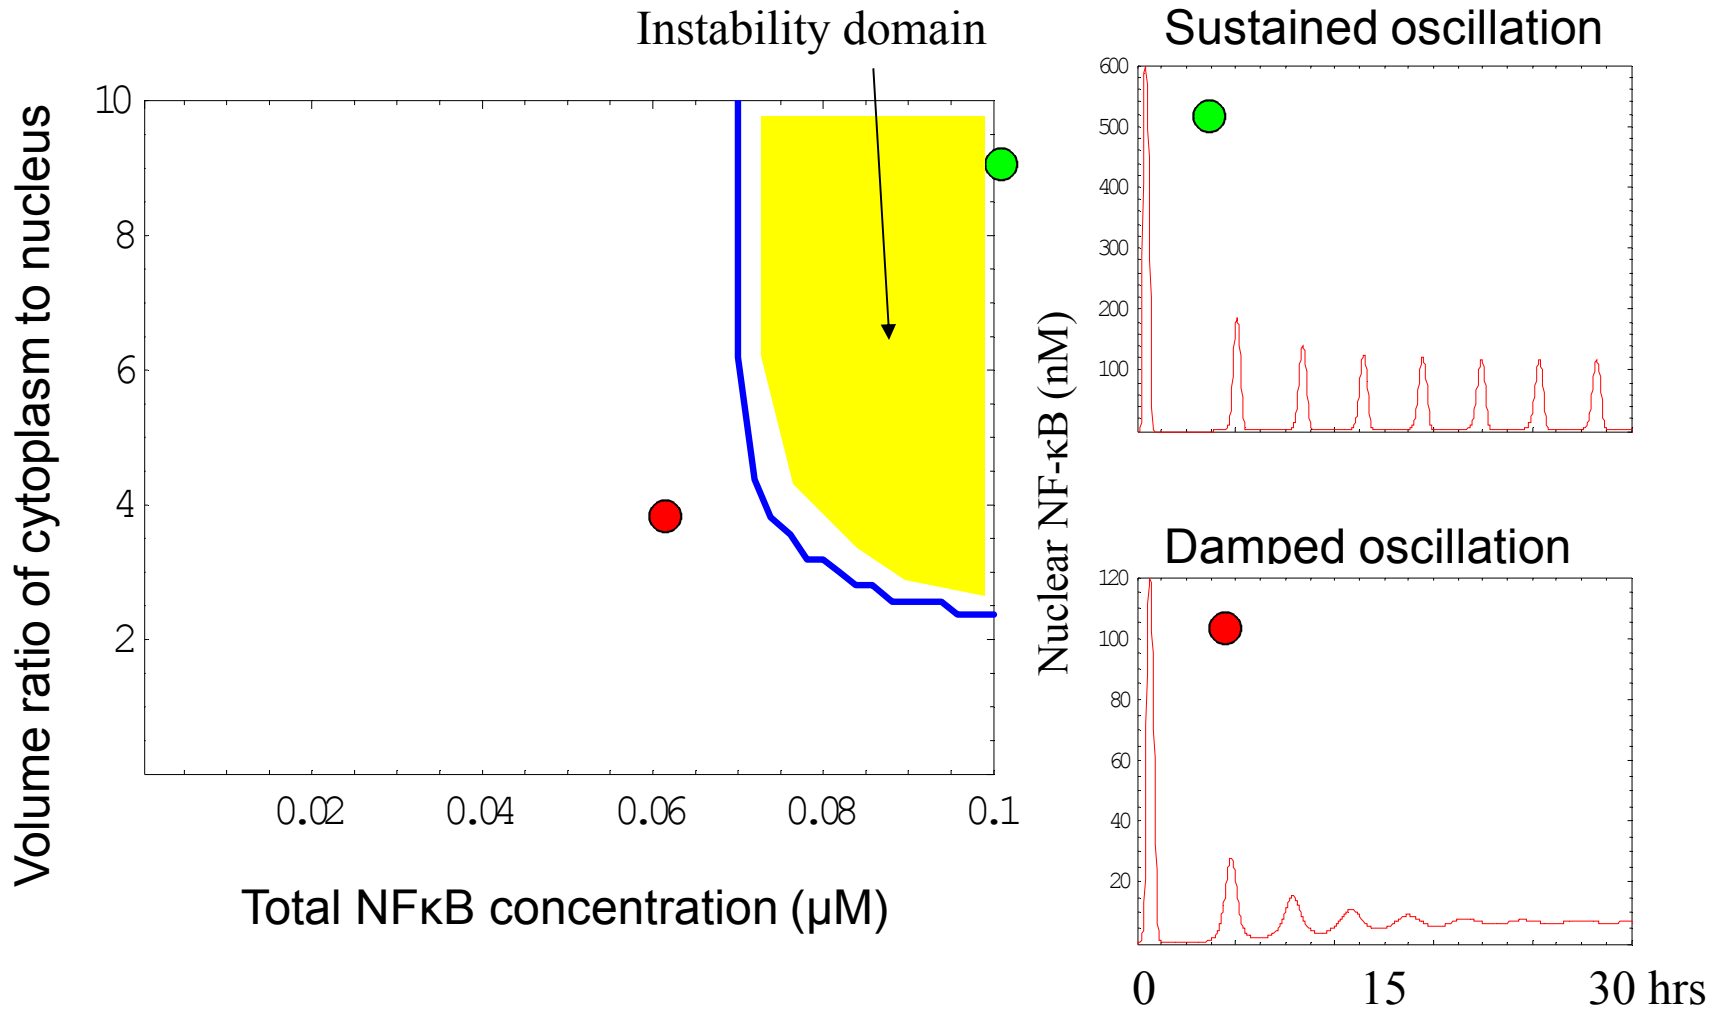 Instability domain
Volume ratio of cytoplasm to nucleus
10
8
6
4
2
0.02 0.04 0.06 0.08 0.1
Total NFκB concentration (μM)
Sustained oscillation
Nuclear NF-κB (nM)
600
500
400
300
200
100
Damped oscillation
120
100
80
60
40
20
0 15 30 hrs